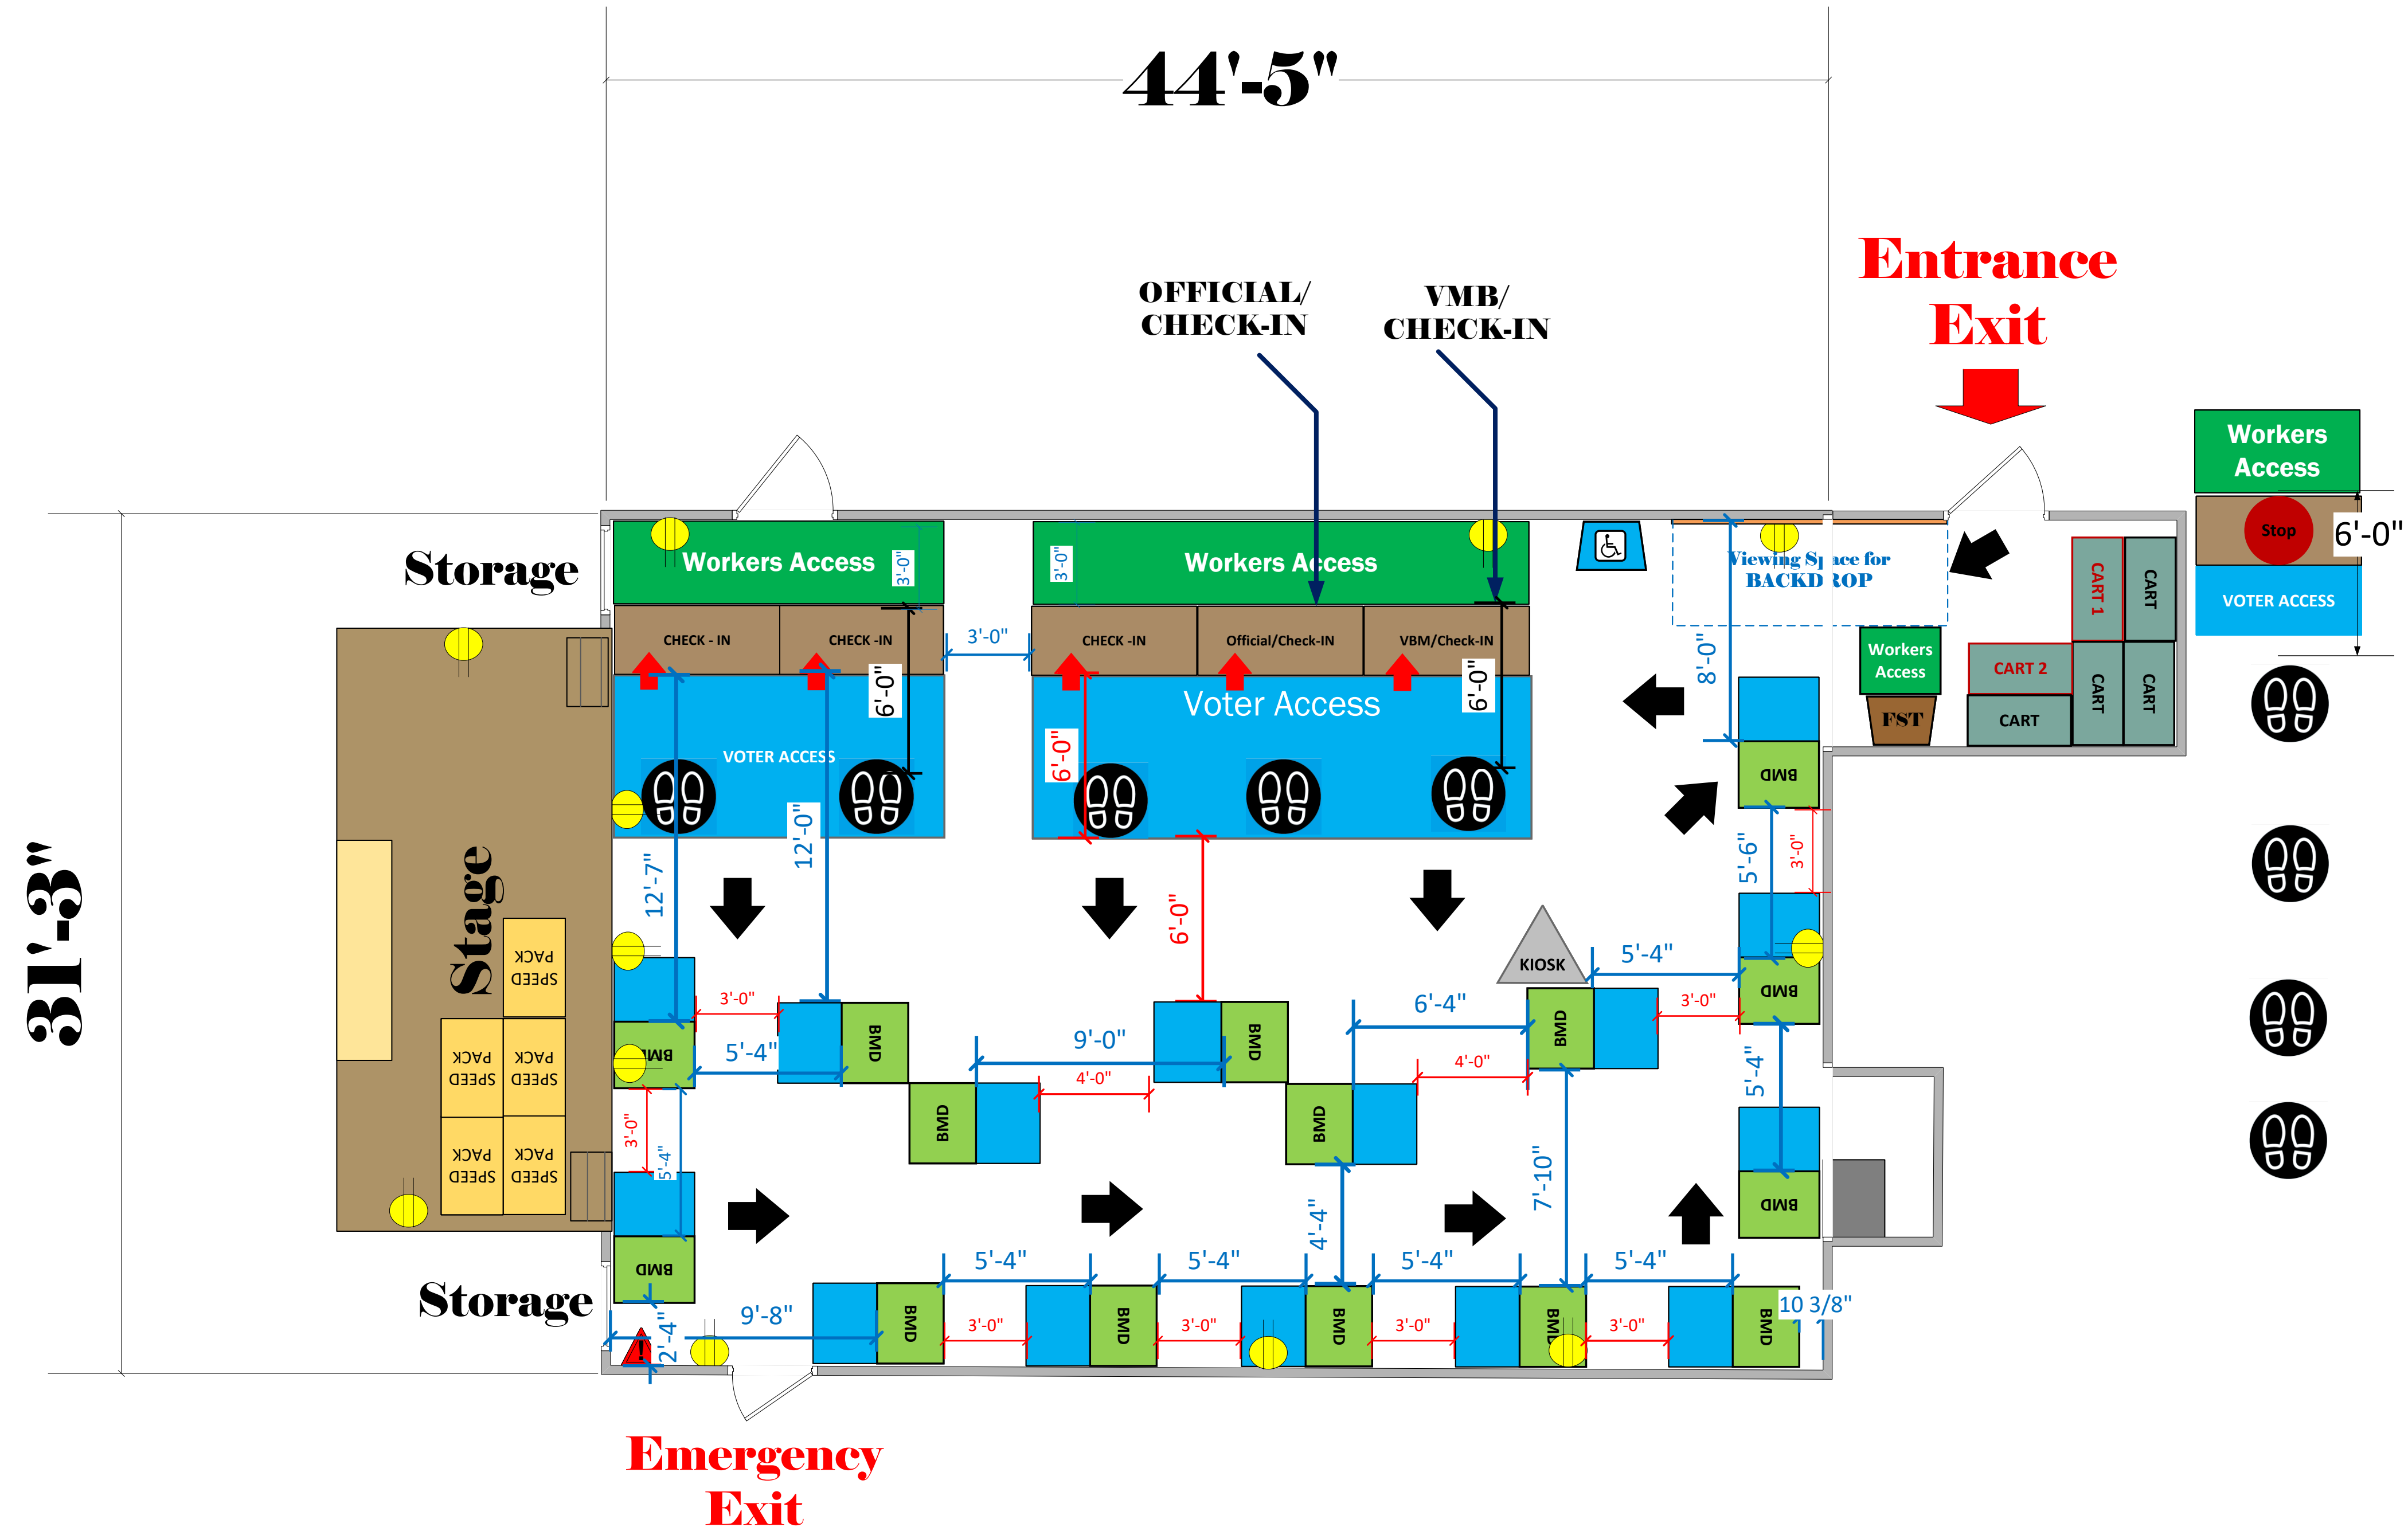 44'-5"
Entrance
Exit
OFFICIAL/
CHECK-IN
VMB/
CHECK-IN
Workers
Access
Stop
6'-0"
VOTER ACCESS
Storage
Workers Access
3'-0"
3'-0"
Workers Access
Viewing Space for
BACKDROP
CART 1
CART
CHECK - IN
CHECK -IN
3'-0"
CHECK -IN
Official/Check-IN
VBM/Check-IN
8'-0"
Workers
Access
CART 2
CART
CART
CART
FST
6'-0"
6'-0"
Voter Access
VOTER ACCESS
6'-0"
BMD
12'-7"
12'-0"
5'-6"
3'-0"
31'-3"
Stage
6'-0"
KIOSK
5'-4"
SPEED
PACK
SPEED
PACK
SPEED
PACK
SPEED
PACK
SPEED
PACK
3'-0"
6'-4"
3'-0"
BMD
BMD
BMD
5'-4"
9'-0"
BMD
BMD
4'-0"
4'-0"
5'-4"
BMD
BMD
3'-0"
5'-4"
7'-10"
4'-4"
BMD
BMD
5'-4"
5'-4"
5'-4"
5'-4"
Storage
9'-8"
2'-4"
!
BMD
3'-0"
BMD
3'-0"
BMD
3'-0"
BMD
3'-0"
BMD
10 3/8"
Emergency
Exit